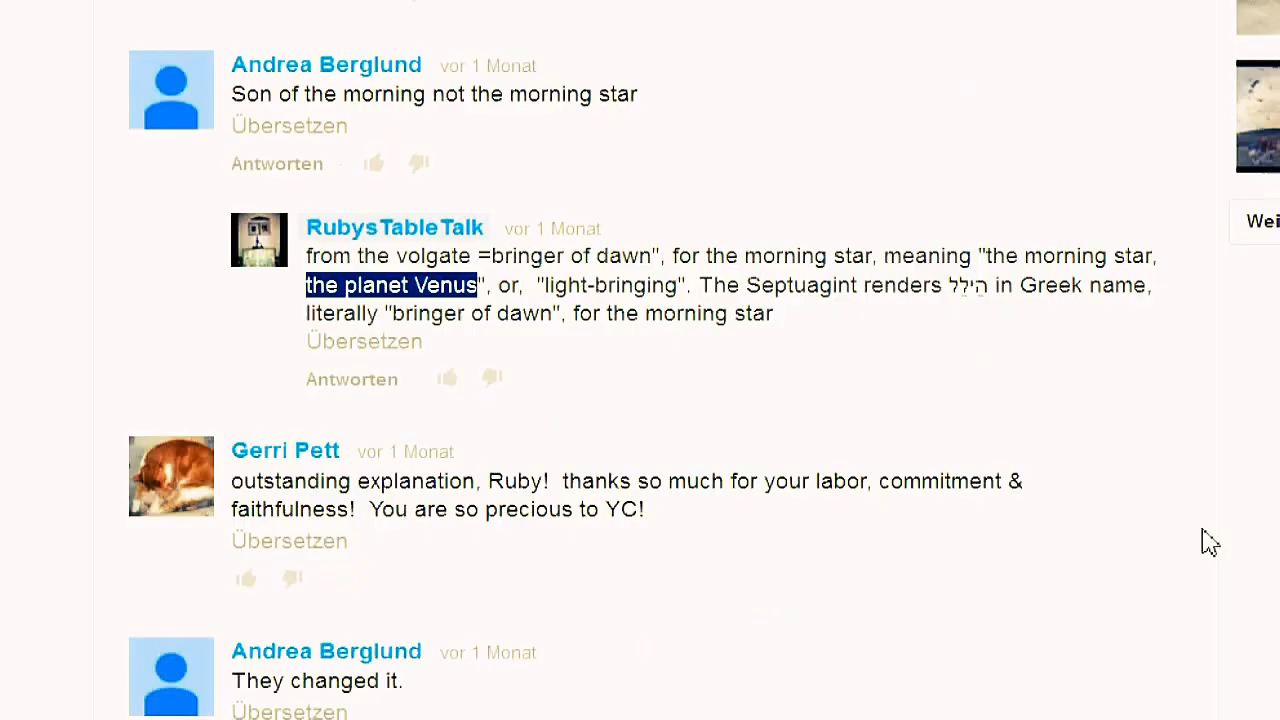 Andrea Berglund vor 1 Monat
Son of the morning not the morning star
Übersetzen
Antworten
RubysTableTalk vor 1 Monat
from the volgate =bringer of dawn", for the morning star, meaning "the morning star,
the planet Venus", or, "light-bringing". The Septuagint renders הֵילֵל in Greek name,
literally "bringer of dawn", for the morning star
Übersetzen
Antworten
Gerri Pett vor 1 Monat
outstanding explanation, Ruby! thanks so much for your labor, commitment &
faithfulness! You are so precious to YC!
Übersetzen
Andrea Berglund vor 1 Monat
They changed it.
Übersetzen
Wei